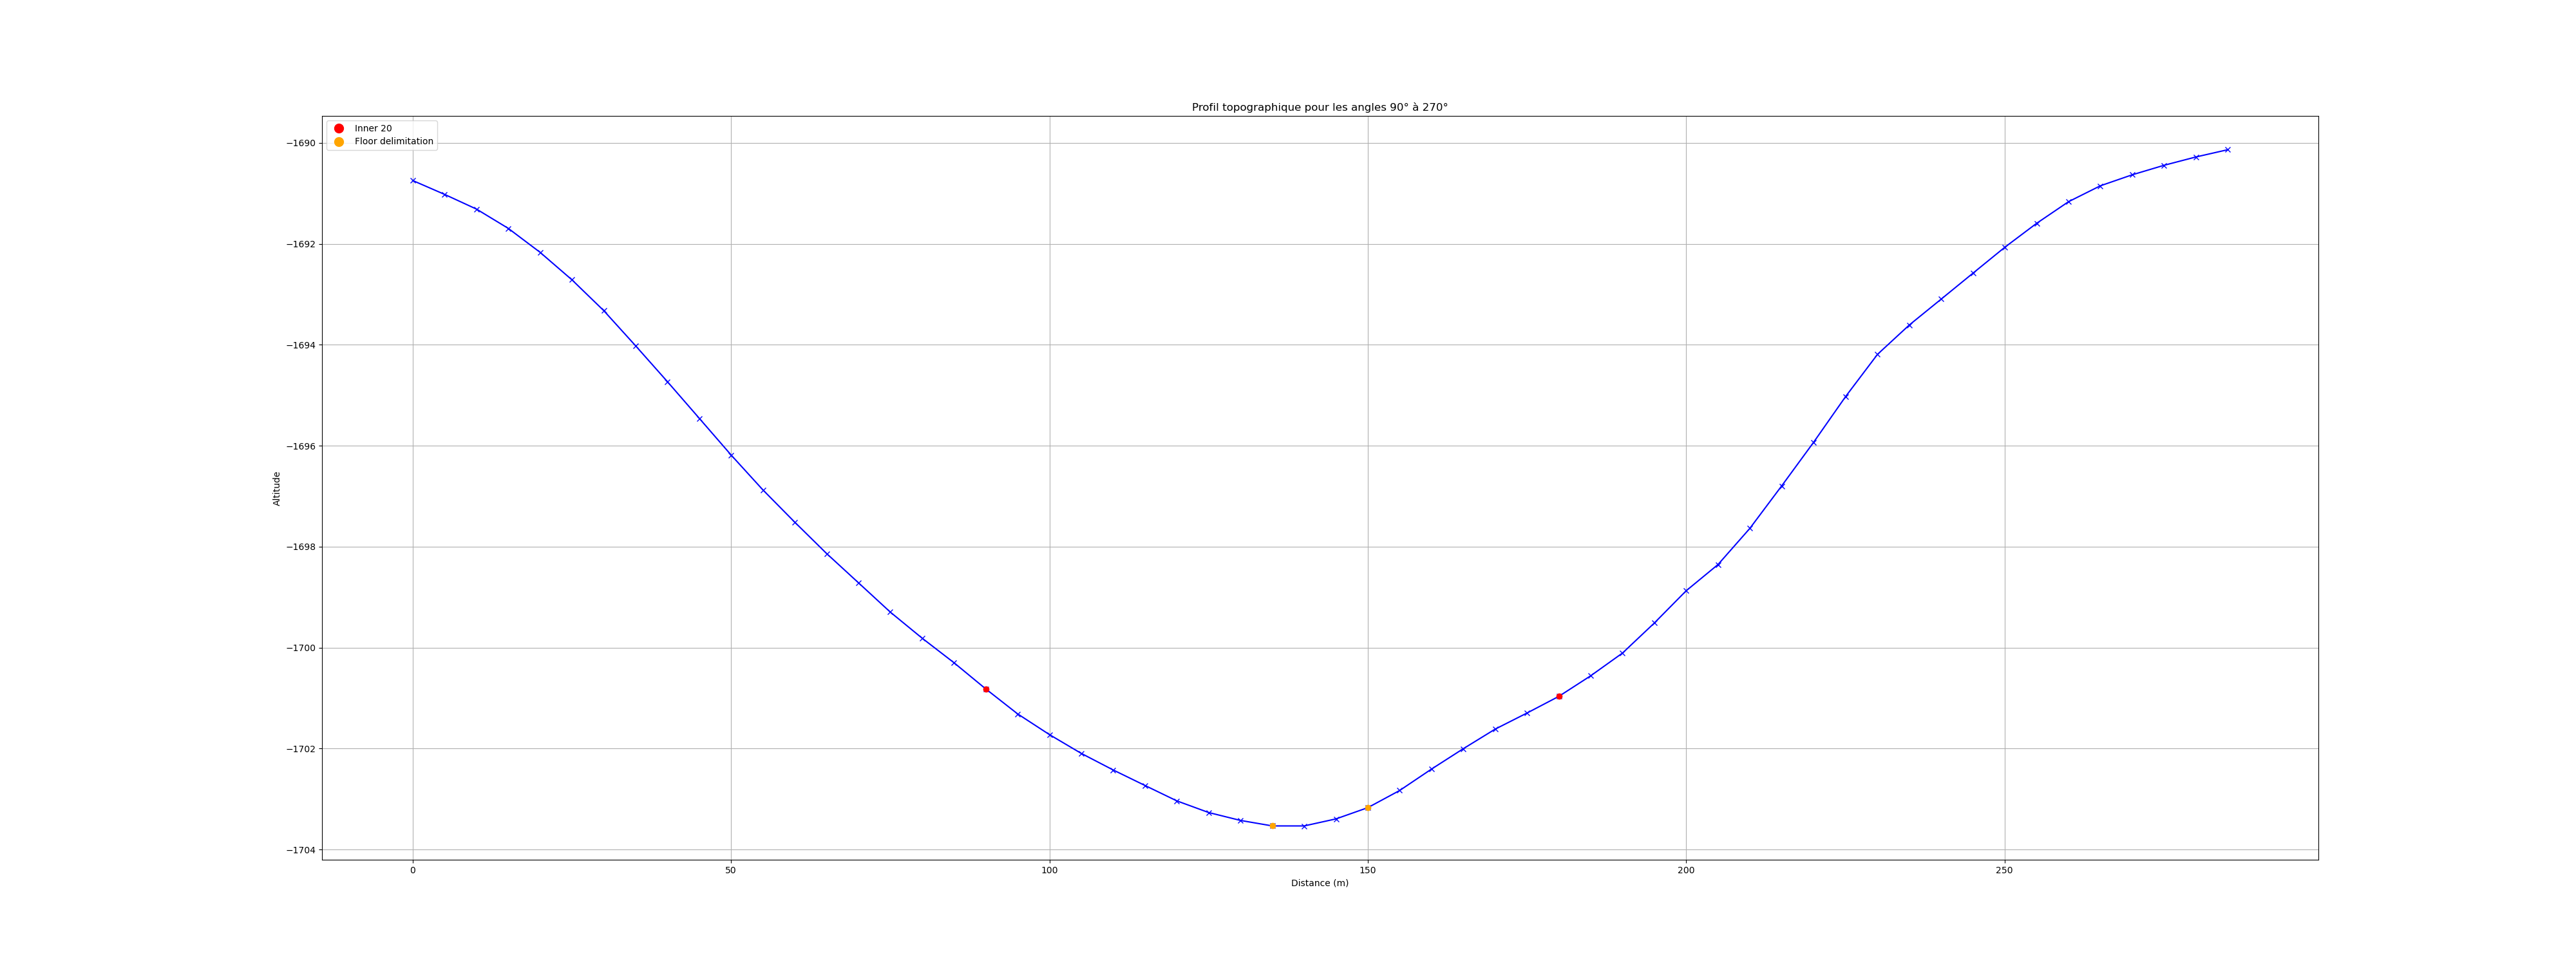 Profil topographique pour les angles 90° à 270°
Inner 20
Floor delimitation
−1690
−1692
−1694
−1696
−1698
−1700
−1702
−1704
Altitude
0 50 100 150 200 250
Distance (m)